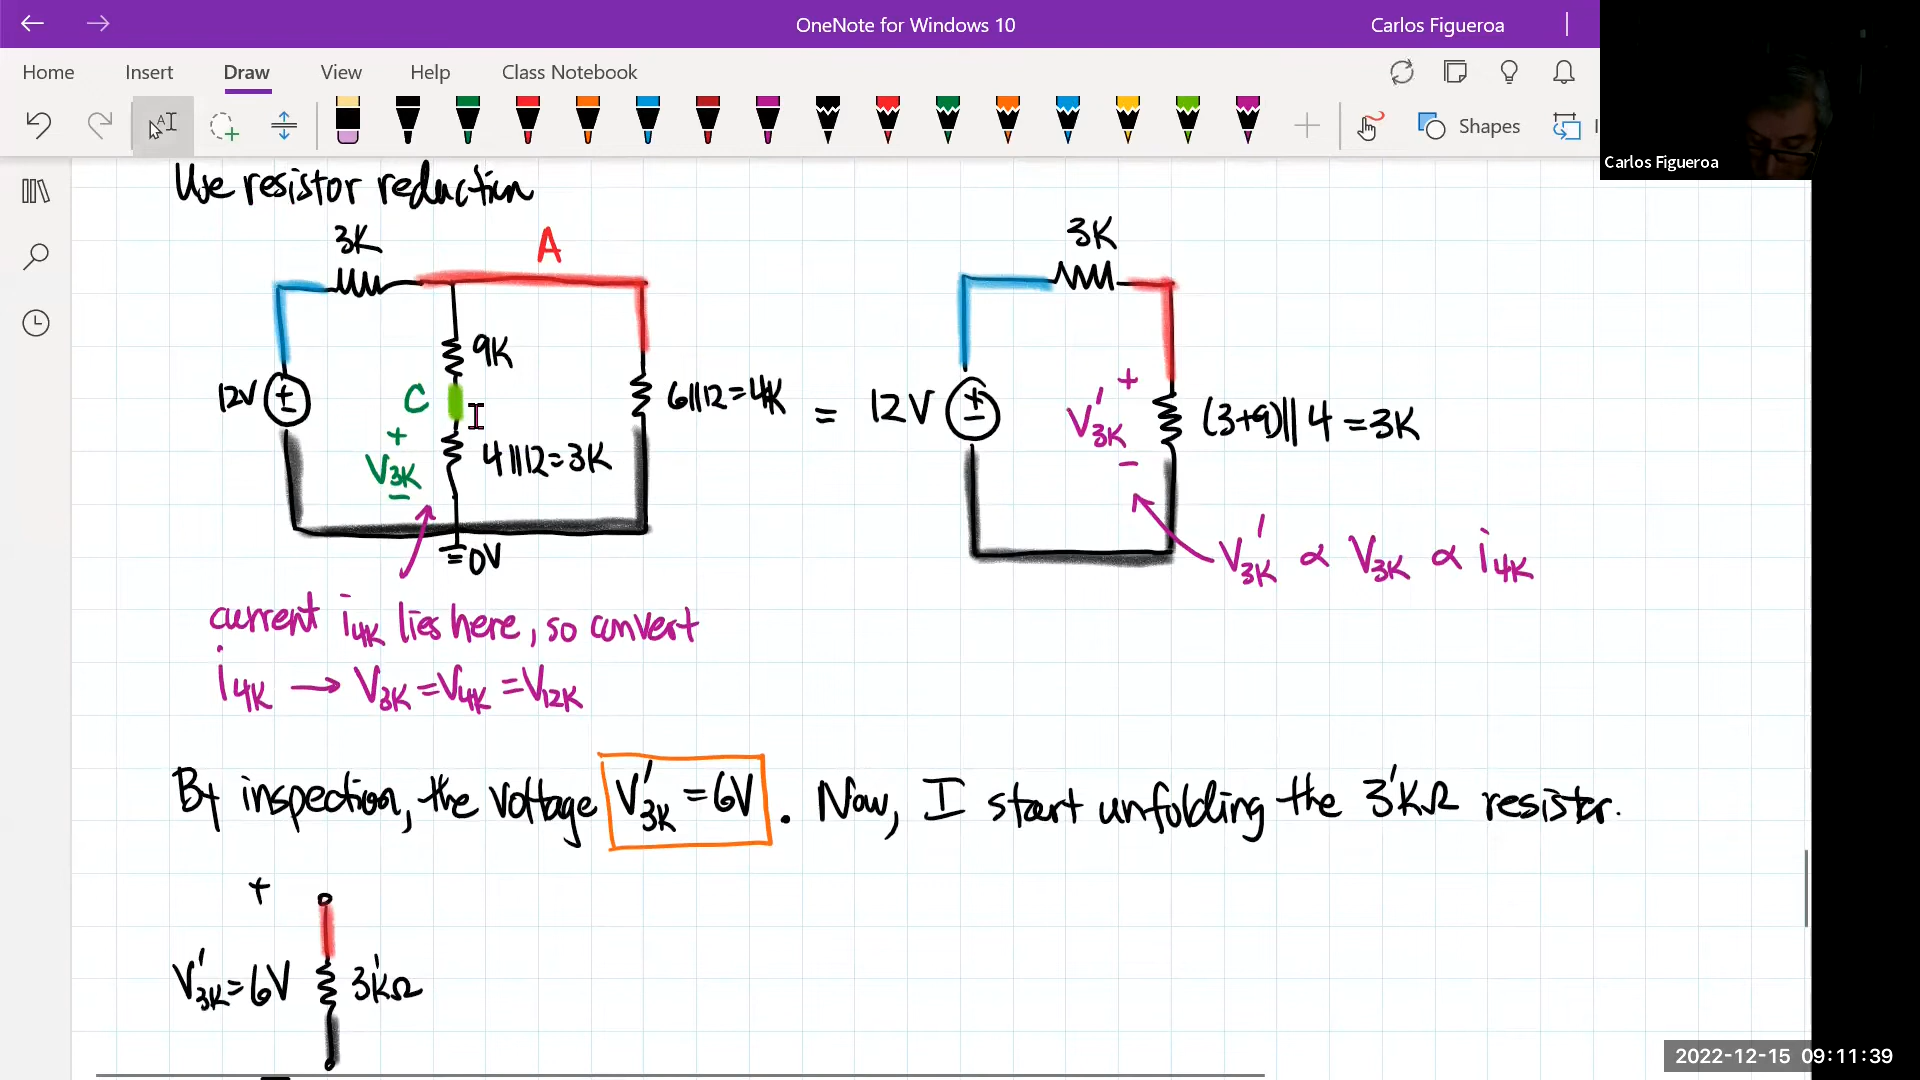 OneNote for Windows 10
Carlos Figueroa
Home Insert Draw View Help Class Notebook
Shapes
Carlos Figueroa
Use resistor reduction
3K
A
9K
12V
C
+
V3K
−
4||12=3K
6||12=4K
0V
=
3K
12V
+
V'3K
−
(3+9)||4=3K
V'3K ∝ V3K ∝ i4K
current i4K lies here, so convert
i4K → V3K=V4K=V12K
By inspection, the voltage V'3K=6V. Now, I start unfolding the 3'KΩ resistor.
+
V'3K=6V 3'KΩ
2022-12-15 09:11:39